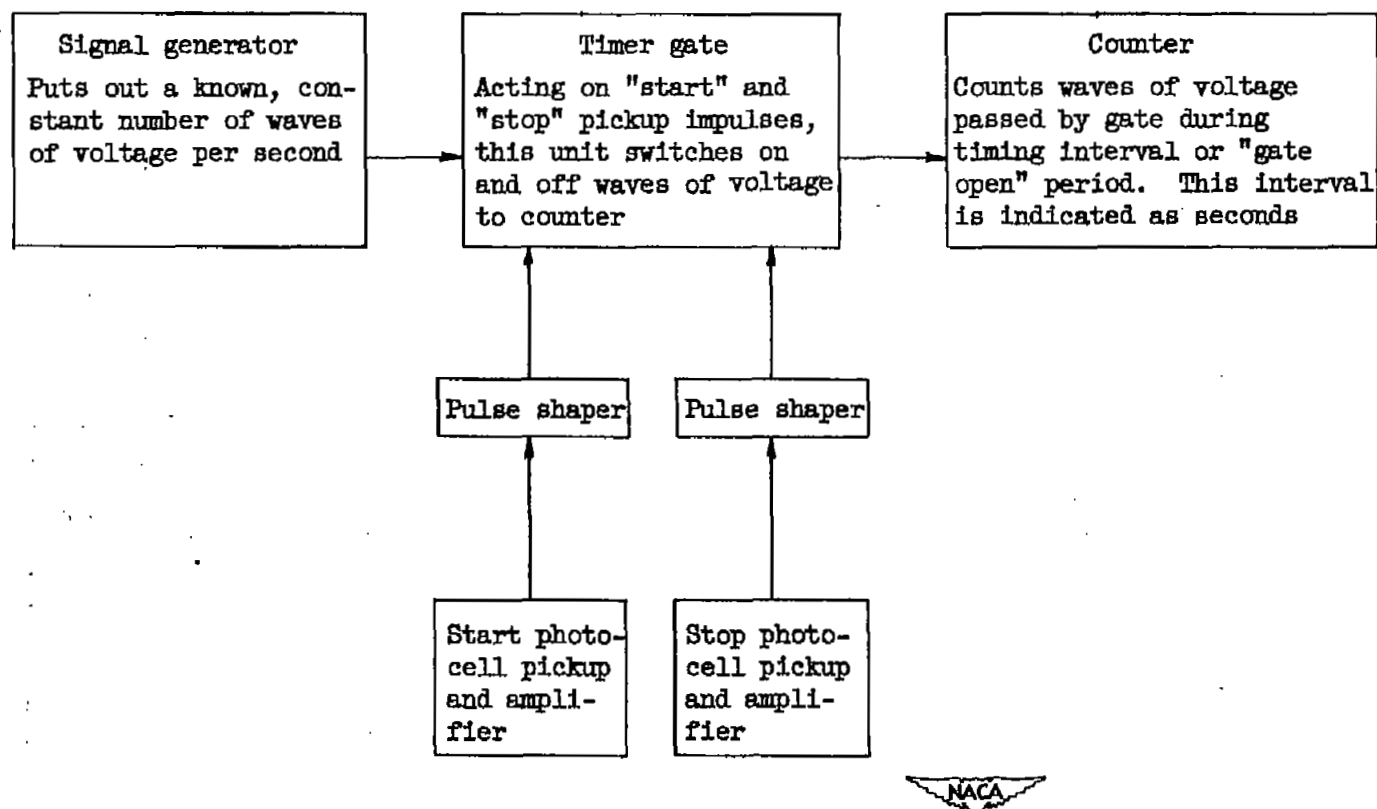 Signal generator
Puts out a known, con-
stant number of waves
of voltage per second
Timer gate
Acting on "start" and
"stop" pickup impulses,
this unit switches on
and off waves of voltage
to counter
Counter
Counts waves of voltage
passed by gate during
timing interval or "gate
open" period.  This interval
is indicated as seconds
Pulse shaper
Pulse shaper
Start photo-
cell pickup
and ampli-
fier
Stop photo-
cell pickup
and ampli-
fier
NACA